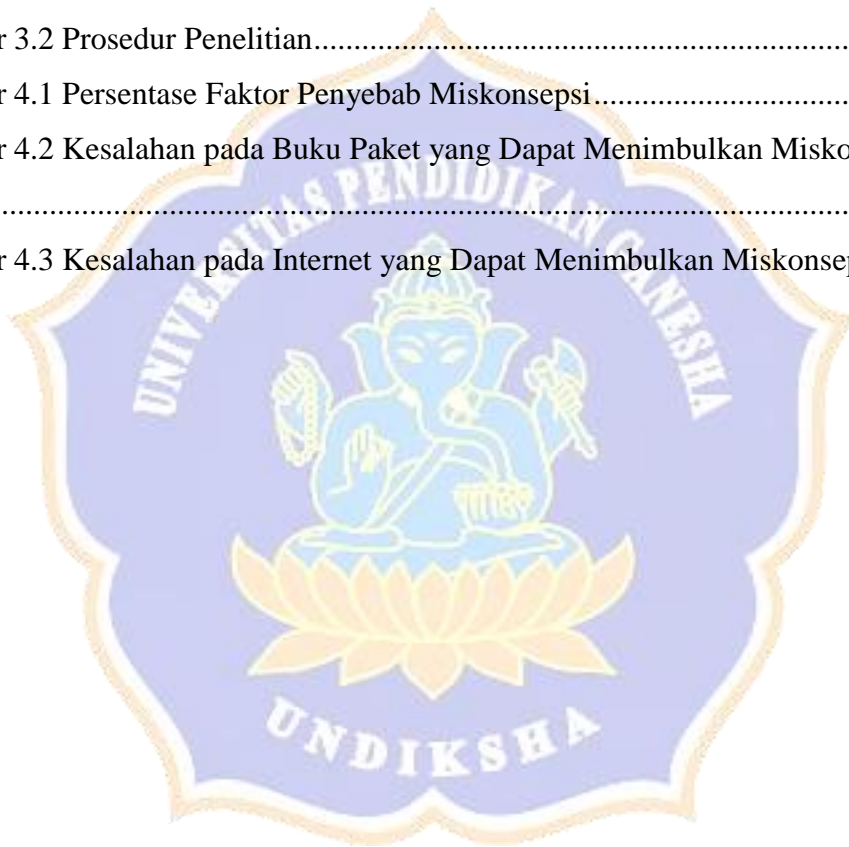 r 3.2 Prosedur Penelitian..................................................................
r 4.1 Persentase Faktor Penyebab Miskonsepsi................................
r 4.2 Kesalahan pada Buku Paket yang Dapat Menimbulkan Misko
.........................................................................................................
r 4.3 Kesalahan pada Internet yang Dapat Menimbulkan Miskonsep
UNIVERSITAS PENDIDIKAN GANESHA
UNDIKSHA